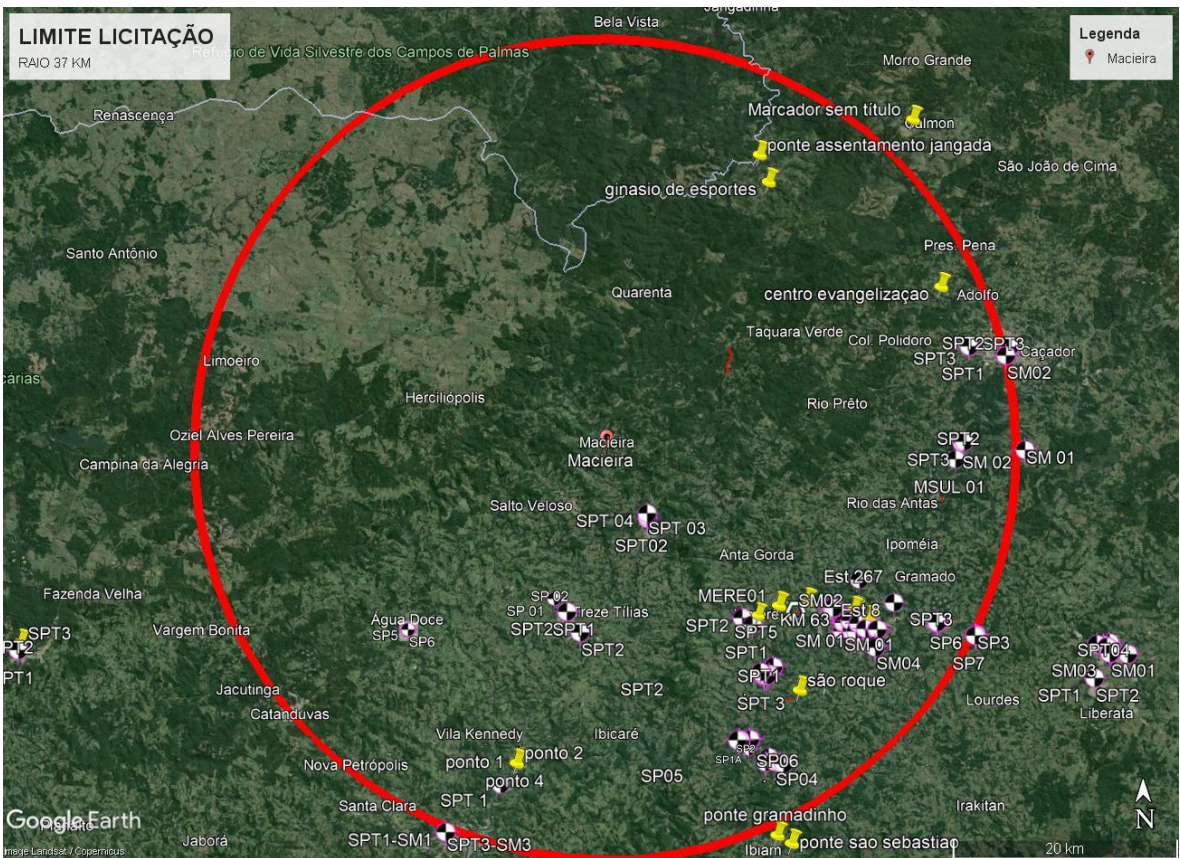 Jangadinha
Bela Vista
LIMITE LICITAÇÃO
RAIO 37 KM
Legenda
Macieira
Refúgio de Vida Silvestre dos Campos de Palmas
Morro Grande
Renascença
Marcador sem título
Calmon
ponte assentamento jangada
São João de Cima
ginasio de esportes
Santo Antônio
Pres. Pena
Quarenta
centro evangelizaçao
Adolfo
Taquara Verde
Col. Polidoro
SPT2
SPT3
Caçador
SPT3
Limoeiro
SPT1
SM02
cárias
Herciliópolis
Rio Prêto
Oziel Alves Pereira
Macieira
SPT2
Macieira
SPT3
SM 02
SM 01
Campina da Alegria
MSUL 01
Salto Veloso
Rio das Antas
SPT 04
SPT 03
SPT02
Ipoméia
Anta Gorda
Est 267
Gramado
Fazenda Velha
SP 02
MERE01
SM02
SP 01
Treze Tílias
Est 8
Água Doce
SPT2
KM 63
SPT3
Vargem Bonita
SP5
SPT2
SPT1
SPT5
SPT3
SP6
SM 01
SM 01
SP6
SP3
SPT2
SPT2
SPT1
SPT04
PT1
SM04
SP7
SM03
SM01
Jacutinga
SPT2
SPT1
são roque
SPT1
SPT2
Catanduvas
SPT 3
Lourdes
Liberata
Vila Kennedy
Ibicaré
ponto 2
SP2
Nova Petrópolis
ponto 1
SP1A
SP06
ponto 4
SP05
SP04
Santa Clara
SPT 1
Irakitan
ponte gramadinho
N
Google Earth
Planalto
Jaborá
SPT1-SM1
SPT3-SM3
Ibiam
ponte sao sebastiao
20 km
Image Landsat / Copernicus